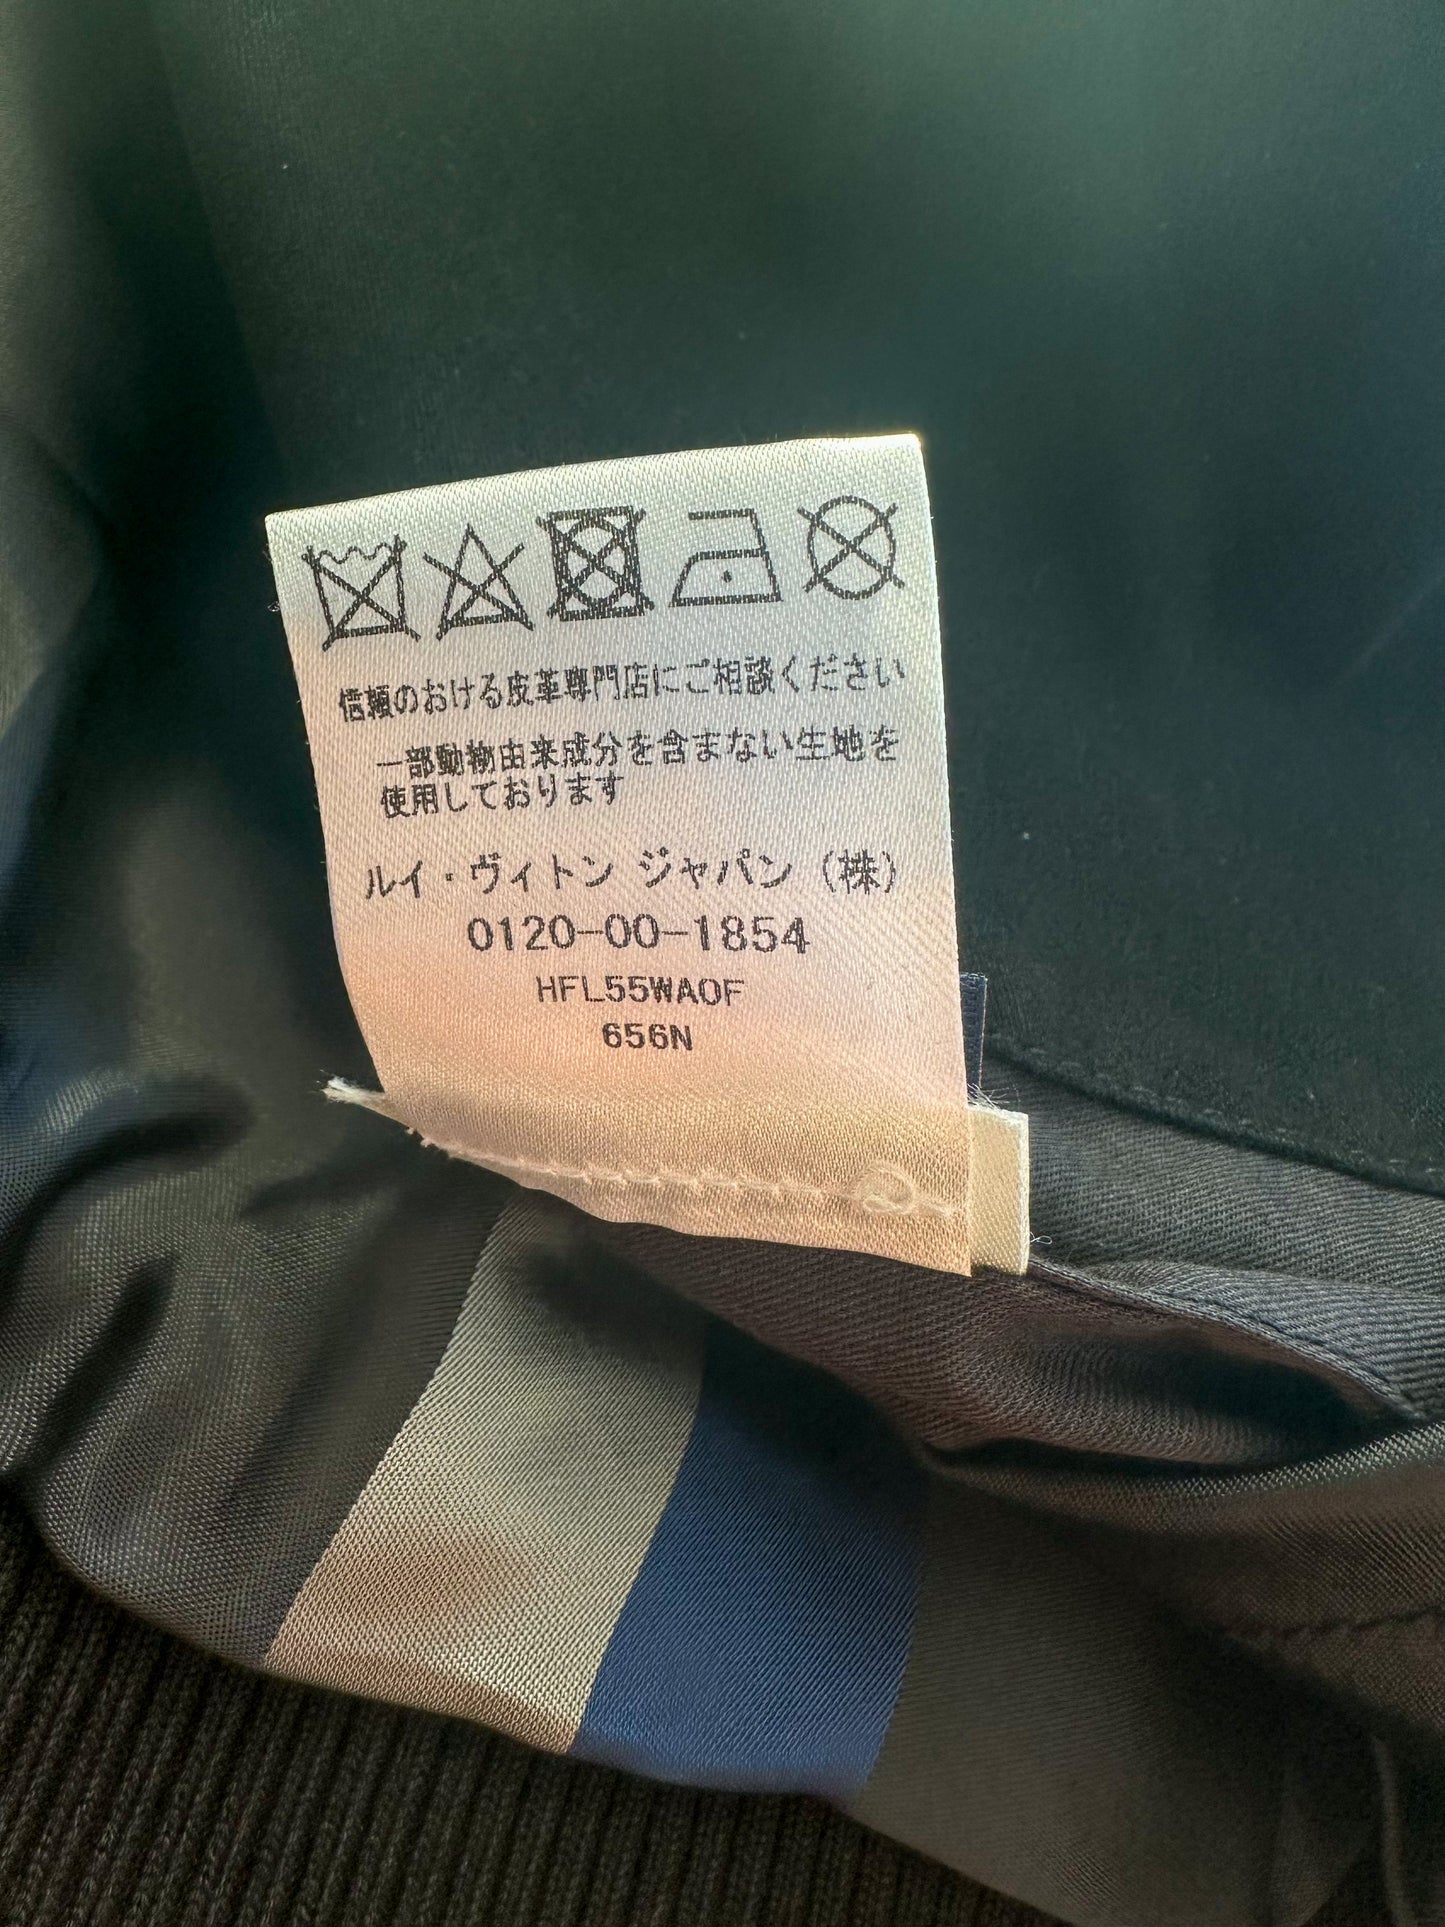 信頼のおける皮革専門店にご相談ください
一部動物由来成分を含まない生地を
使用しております
ルイ・ヴィトン ジャパン（株）
0120-00-1854
HFL55WAOF
656N